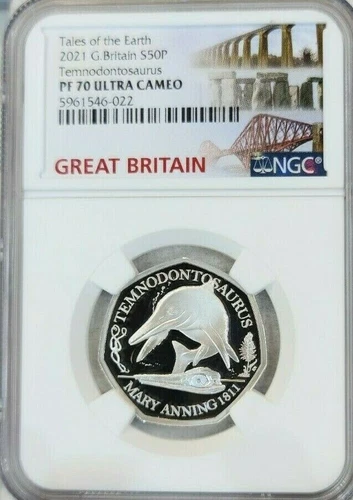 Tales of the Earth
2021 G.Britain S50P
Temnodontosaurus
PF 70 ULTRA CAMEO
5961546-022
GREAT BRITAIN
NGC®
TEMNODONTOSAURUS
MARY ANNING 1811